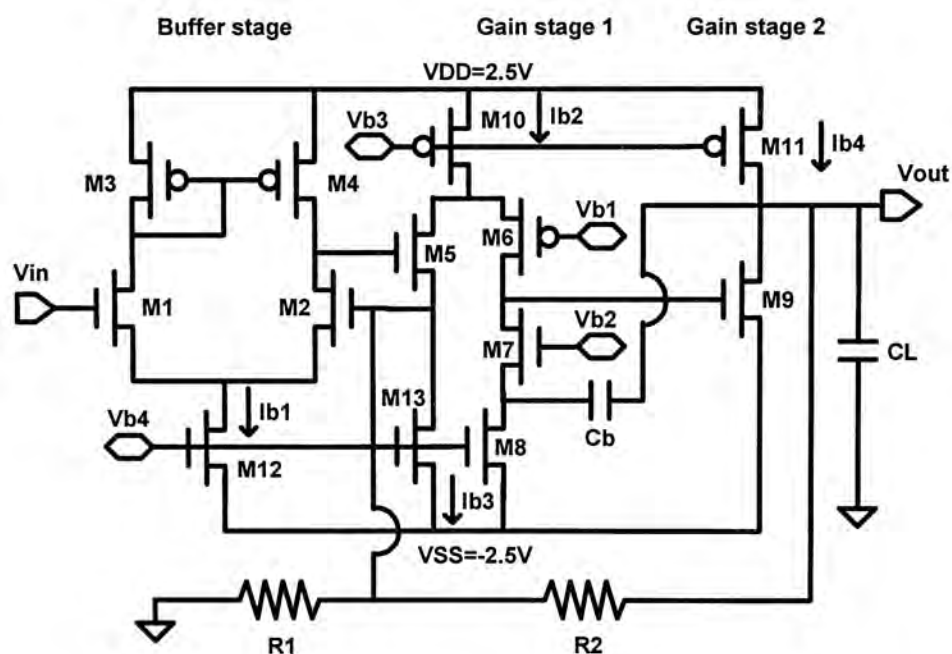 Buffer stage
Gain stage 1
Gain stage 2
VDD=2.5V
Vb3
M10
Ib2
M11
Ib4
Vout
M3
M4
M5
M6
Vb1
Vin
M1
M2
M9
Vb2
M7
CL
Ib1
M13
Cb
Vb4
M12
M8
Ib3
VSS=-2.5V
R1
R2